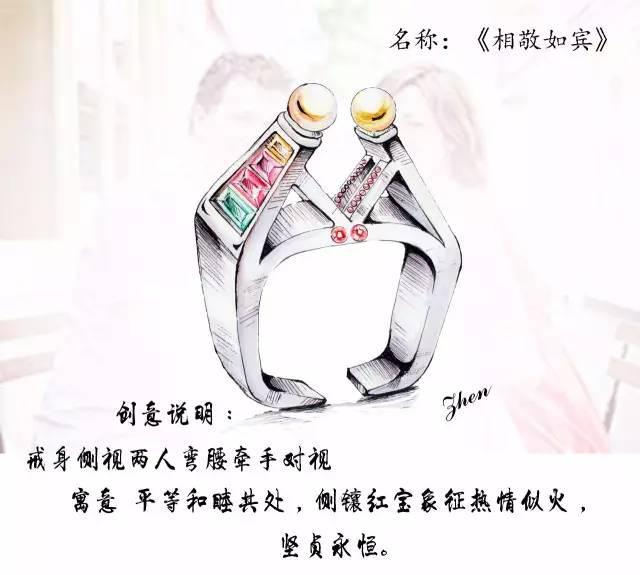 名称：《相敬如宾》
Zhen
创意说明：
戒身侧视两人弯腰牵手对视
寓意 平等和睦共处，侧镶红宝象征热情似火，
坚贞永恒。